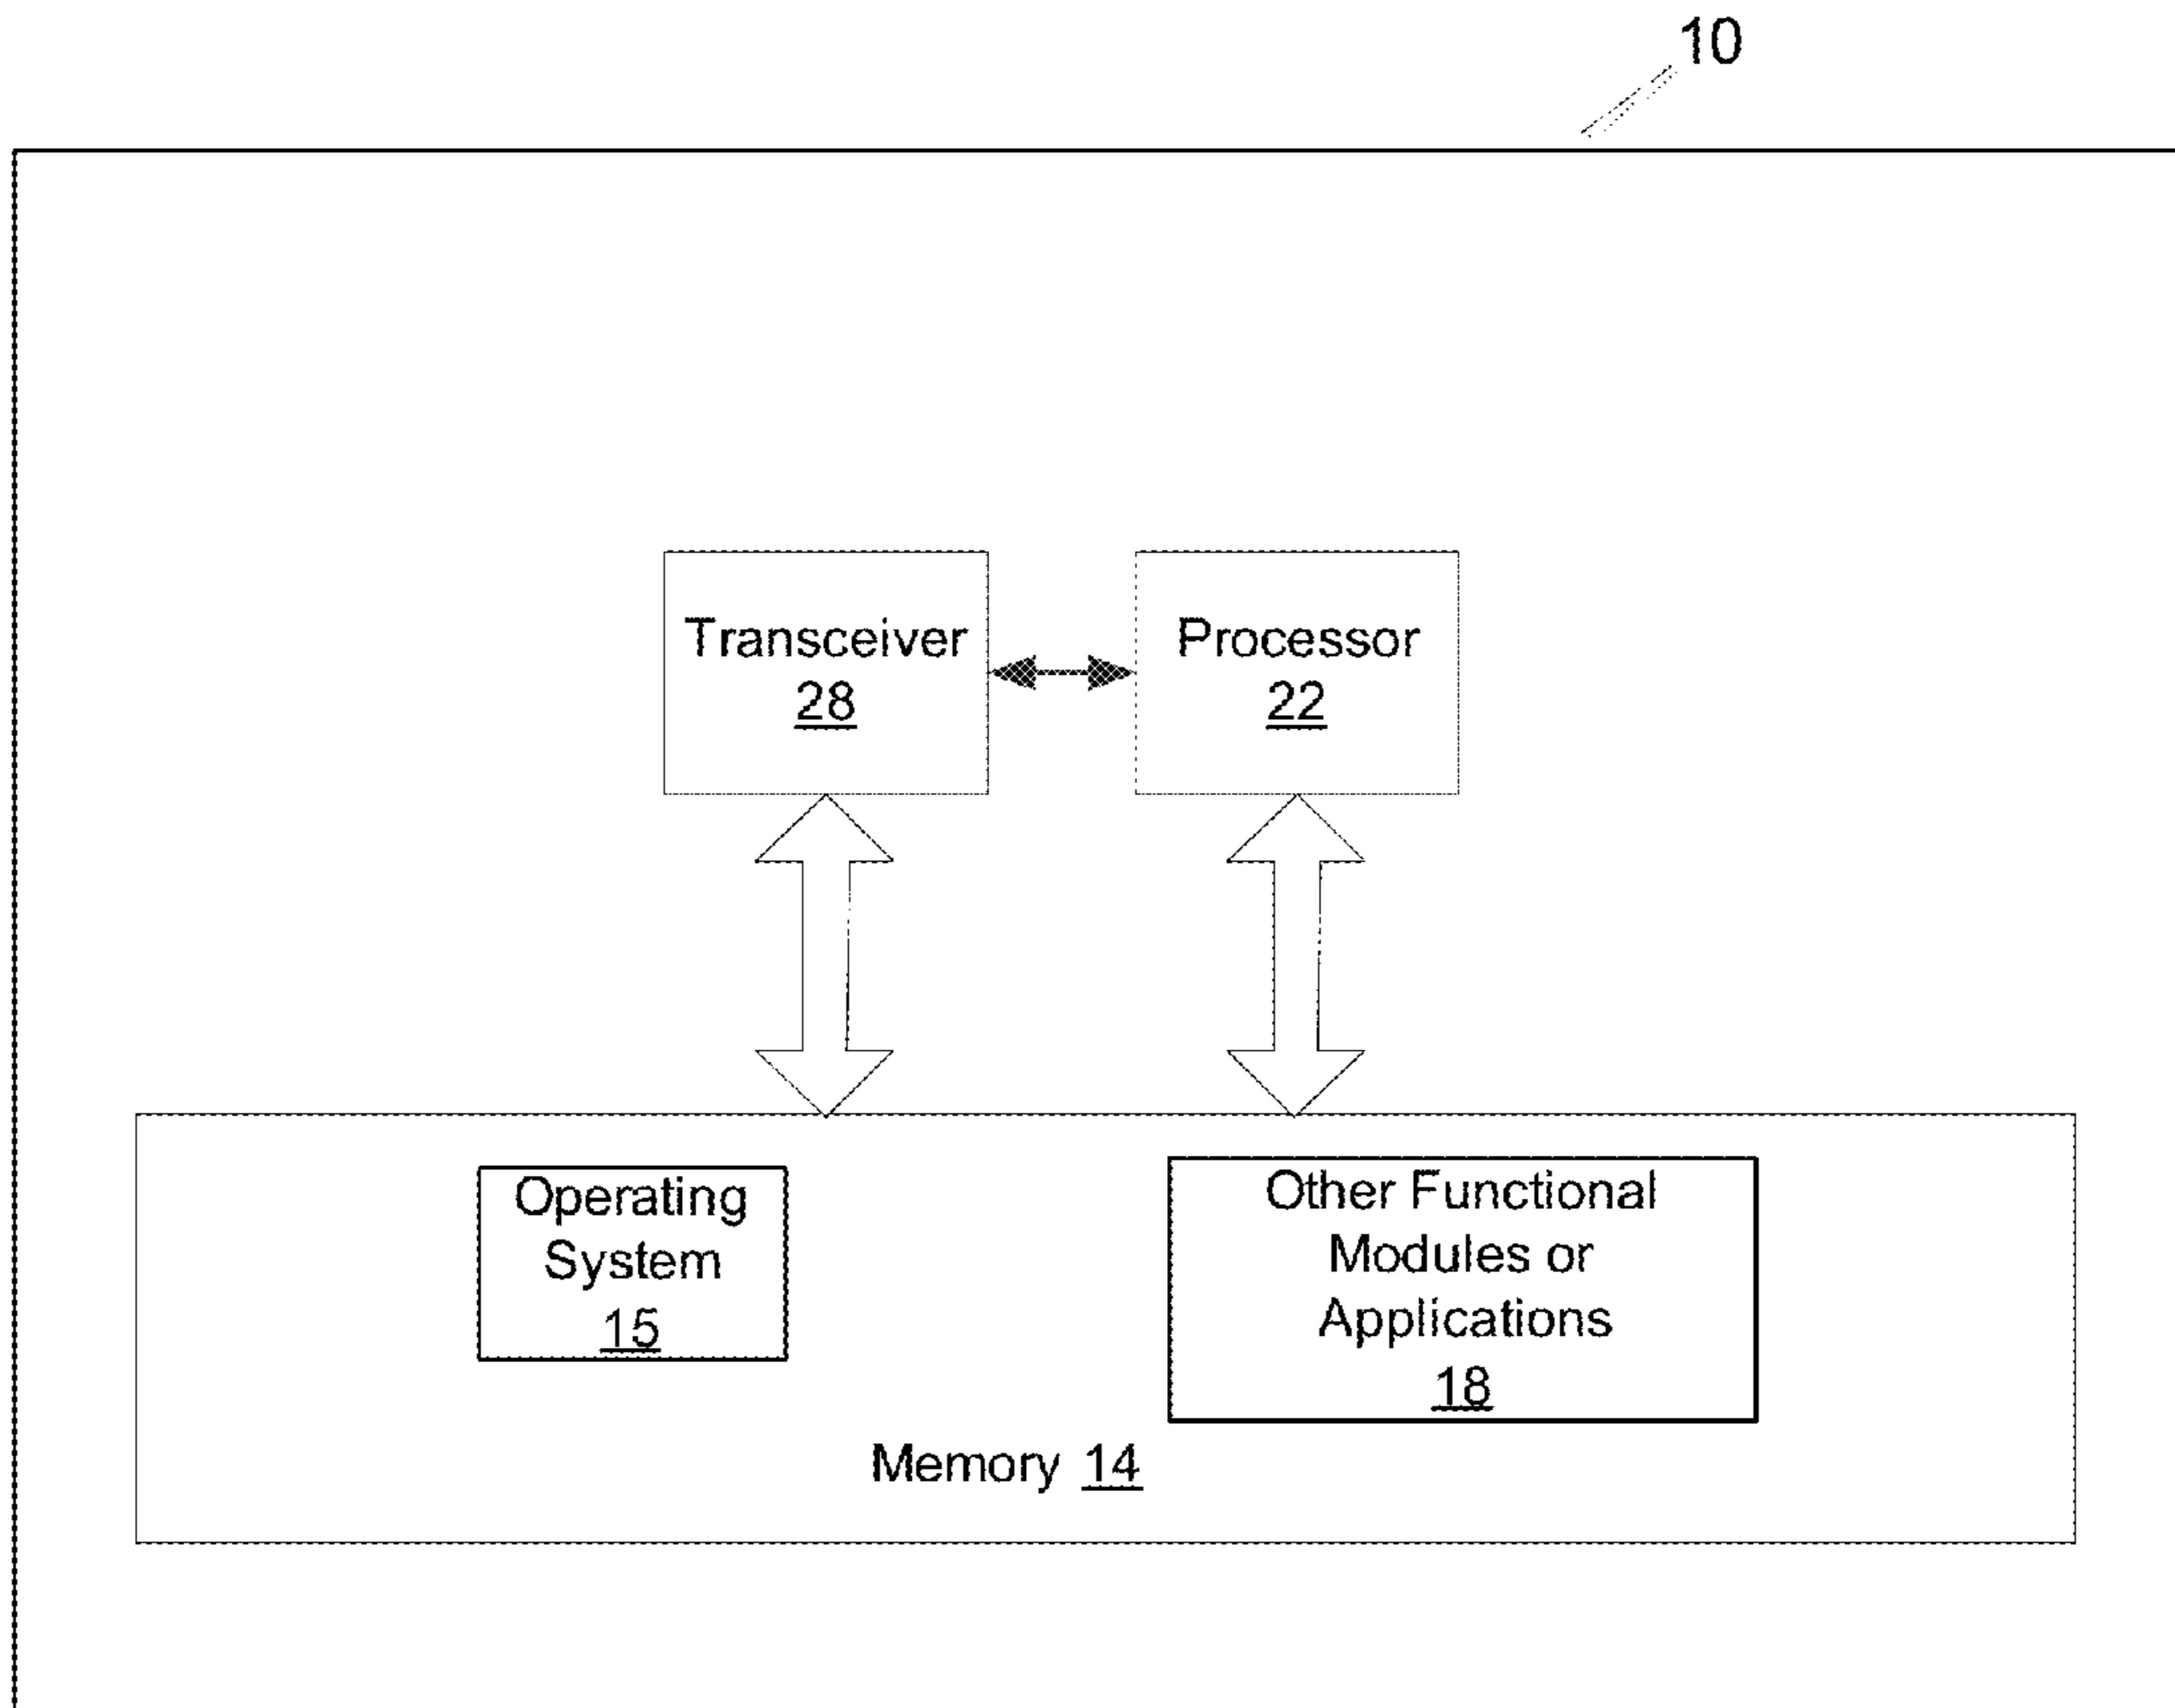 10
Transceiver
28
Processor
22
Operating
System
15
Other Functional
Modules or
Applications
18
Memory 14